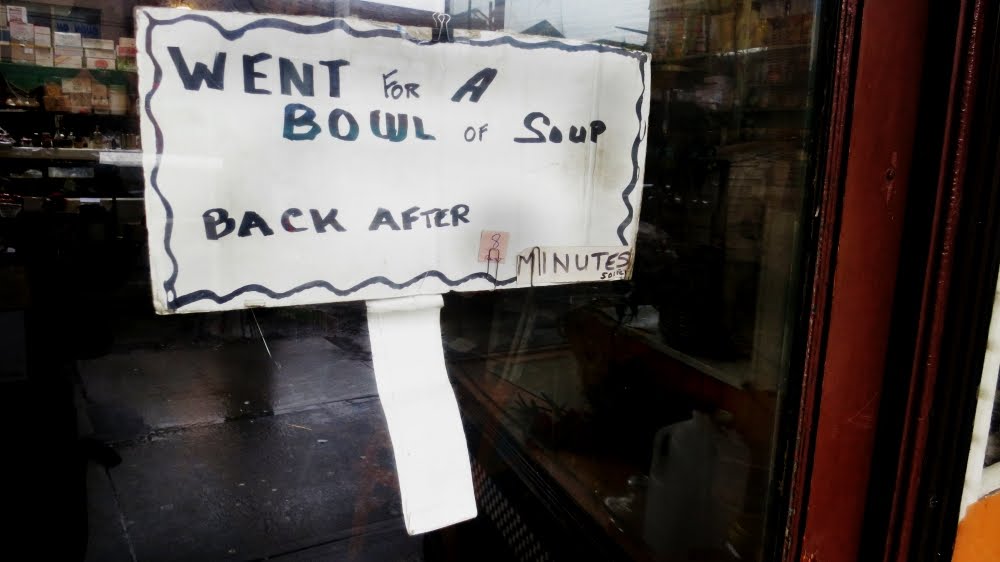 WENT FOR A
BOWL OF SOUP
BACK AFTER
8
MINUTES